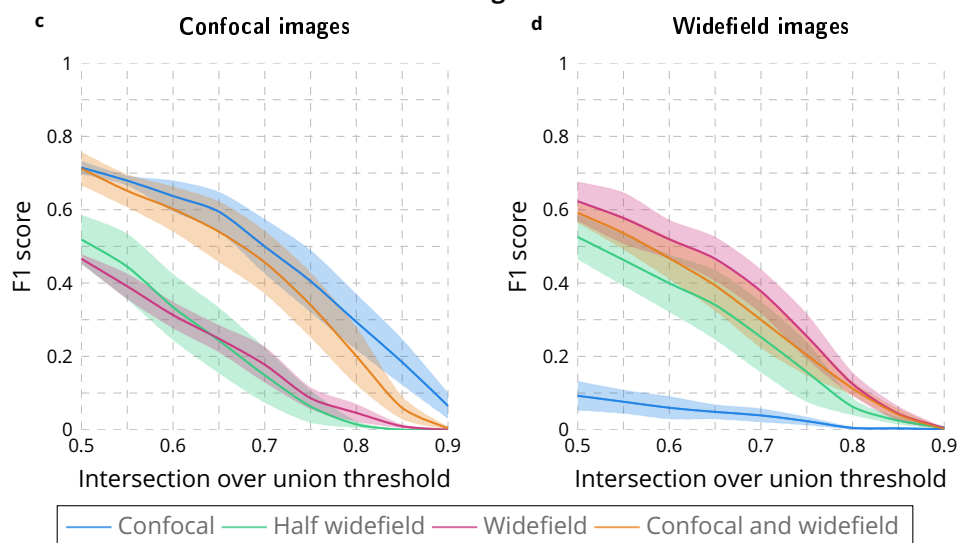 c
Confocal images
1
0.8
0.6
0.4
0.2
0
F1 score
0.5 0.6 0.7 0.8 0.9
Intersection over union threshold
d
Widefield images
1
0.8
0.6
0.4
0.2
0
F1 score
0.5 0.6 0.7 0.8 0.9
Intersection over union threshold
Confocal Half widefield Widefield Confocal and widefield